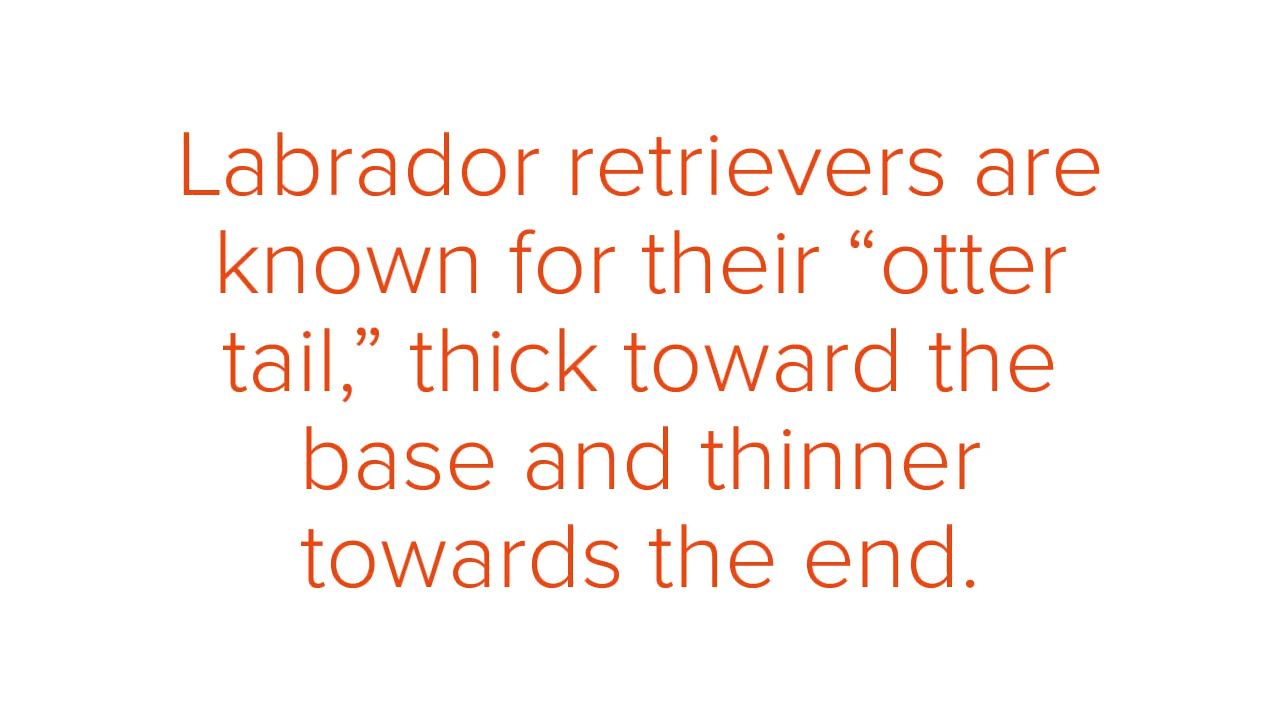 Labrador retrievers are
known for their “otter
tail,” thick toward the
base and thinner
towards the end.